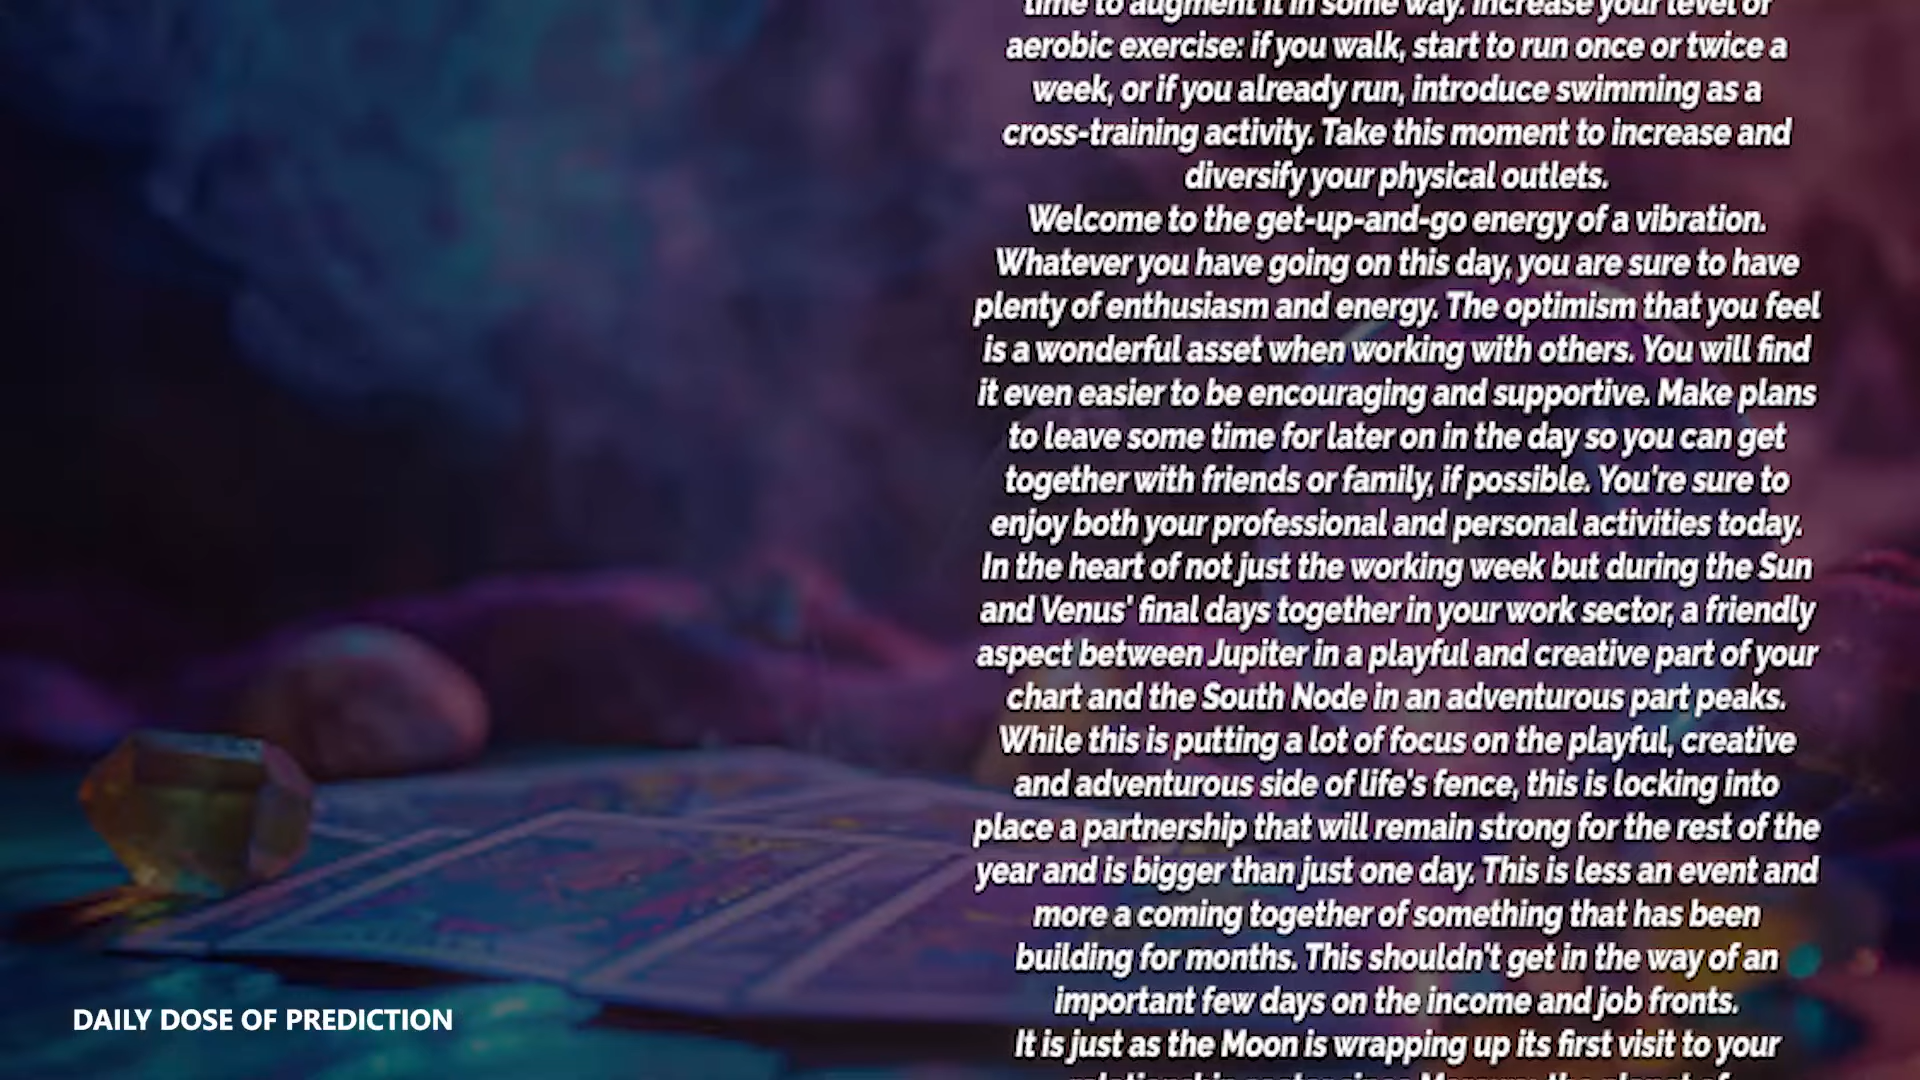 time to augment it in some way. Increase your level of
aerobic exercise: if you walk, start to run once or twice a
week, or if you already run, introduce swimming as a
cross-training activity. Take this moment to increase and
diversify your physical outlets.
Welcome to the get-up-and-go energy of a vibration.
Whatever you have going on this day, you are sure to have
plenty of enthusiasm and energy. The optimism that you feel
is a wonderful asset when working with others. You will find
it even easier to be encouraging and supportive. Make plans
to leave some time for later on in the day so you can get
together with friends or family, if possible. You're sure to
enjoy both your professional and personal activities today.
In the heart of not just the working week but during the Sun
and Venus' final days together in your work sector, a friendly
aspect between Jupiter in a playful and creative part of your
chart and the South Node in an adventurous part peaks.
While this is putting a lot of focus on the playful, creative
and adventurous side of life's fence, this is locking into
place a partnership that will remain strong for the rest of the
year and is bigger than just one day. This is less an event and
more a coming together of something that has been
building for months. This shouldn't get in the way of an
important few days on the income and job fronts.
It is just as the Moon is wrapping up its first visit to your
DAILY DOSE OF PREDICTION